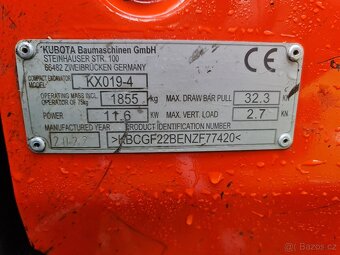 KUBOTA Baumaschinen GmbH
STEINHAUSER STR. 100
66482 ZWEIBRÜCKEN GERMANY
CE
COMPACT EXCAVATOR MODEL KX019-4
OPERATING MASS INCL. OPERATOR OF 75kg 1855 kg MAX. DRAW BAR PULL 32.3 KN
POWER 11.6 KW MAX. VERT. LOAD 2.7 KN
MANUFACTURED YEAR PRODUCT IDENTIFICATION NUMBER
>KBCGF22BENZF77420<
bazos.cz